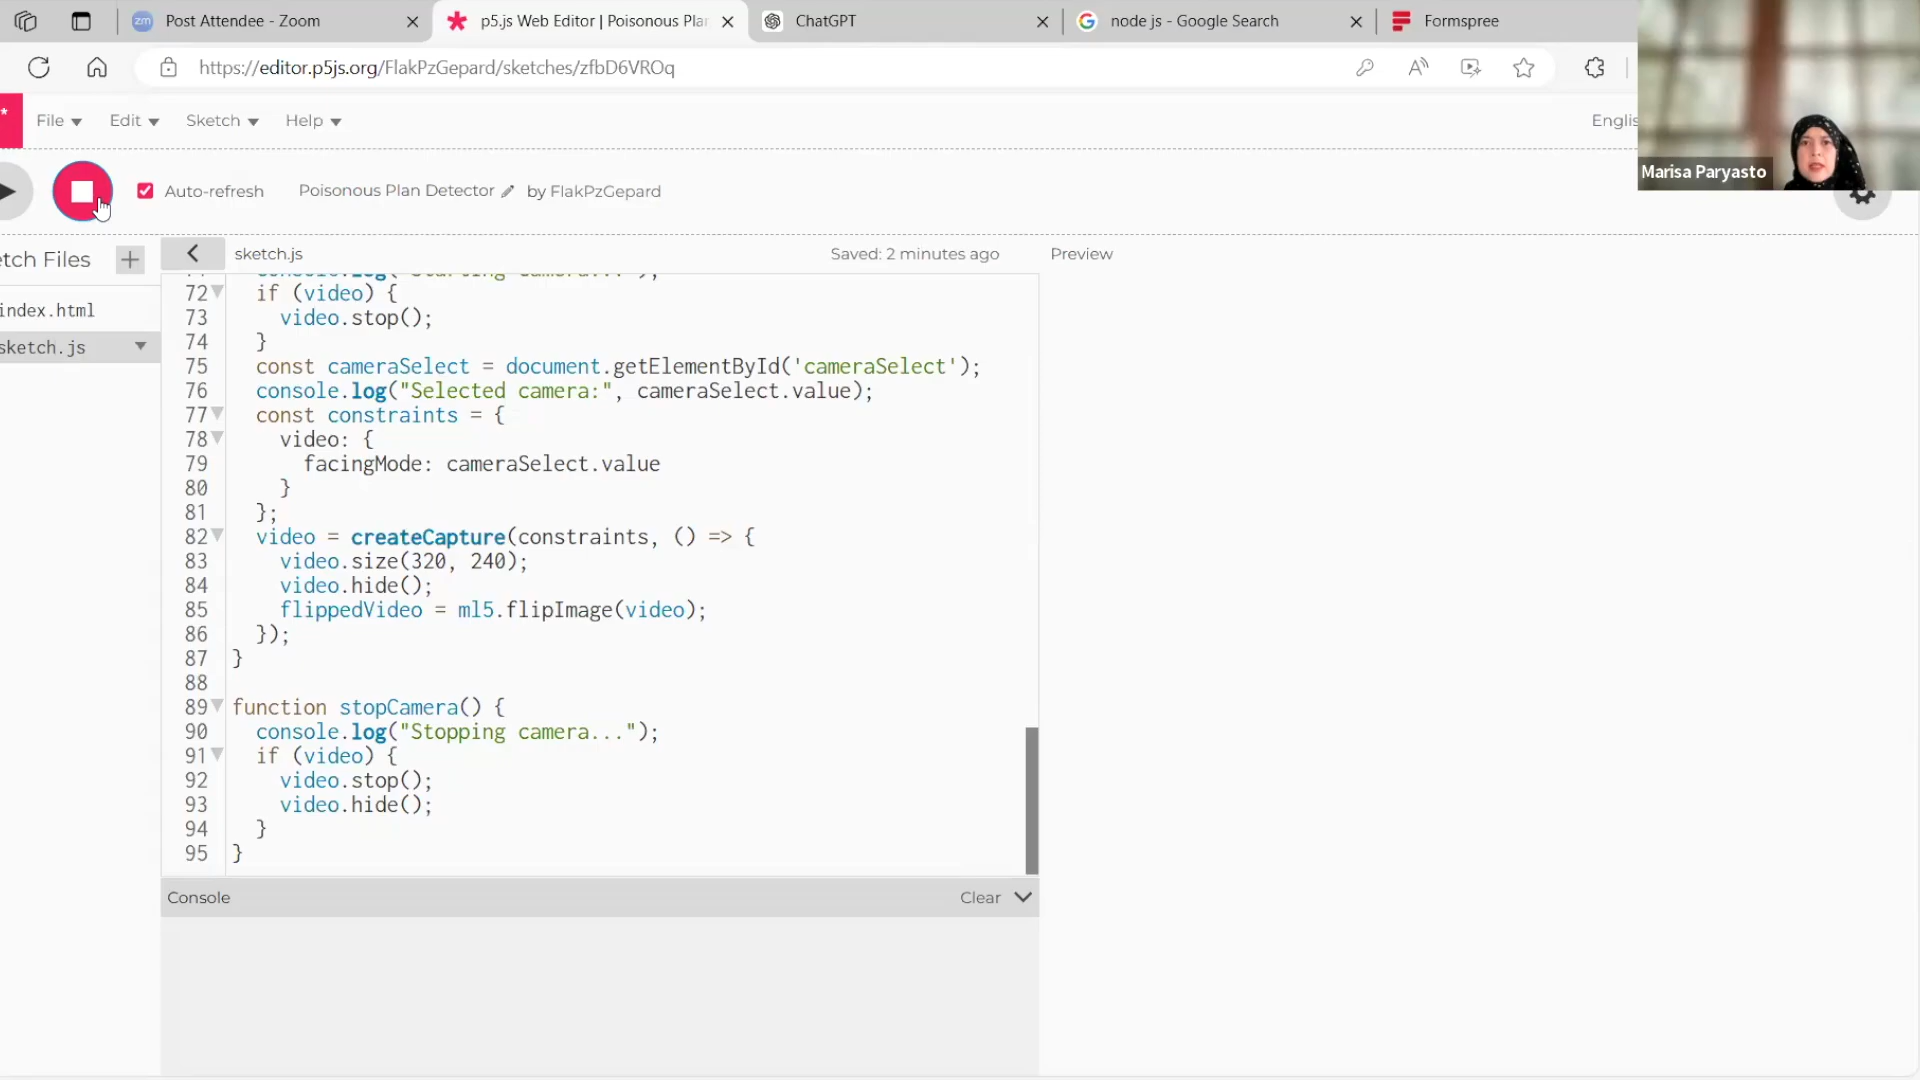 zm Post Attendee - Zoom
p5.js Web Editor | Poisonous Plan
ChatGPT
node js - Google Search
Formspree
https://editor.p5js.org/FlakPzGepard/sketches/zfbD6VROq
File Edit Sketch Help
Englis
Marisa Paryasto
Auto-refresh Poisonous Plan Detector by FlakPzGepard
etch Files
sketch.js
Saved: 2 minutes ago
Preview
index.html
sketch.js
console.log("Starting camera...");
72 if (video) {
73 video.stop();
74 }
75 const cameraSelect = document.getElementById('cameraSelect');
76 console.log("Selected camera:", cameraSelect.value);
77 const constraints = {
78 video: {
79 facingMode: cameraSelect.value
80 }
81 };
82 video = createCapture(constraints, () => {
83 video.size(320, 240);
84 video.hide();
85 flippedVideo = ml5.flipImage(video);
86 });
87 }
88
89 function stopCamera() {
90 console.log("Stopping camera...");
91 if (video) {
92 video.stop();
93 video.hide();
94 }
95 }
Console
Clear